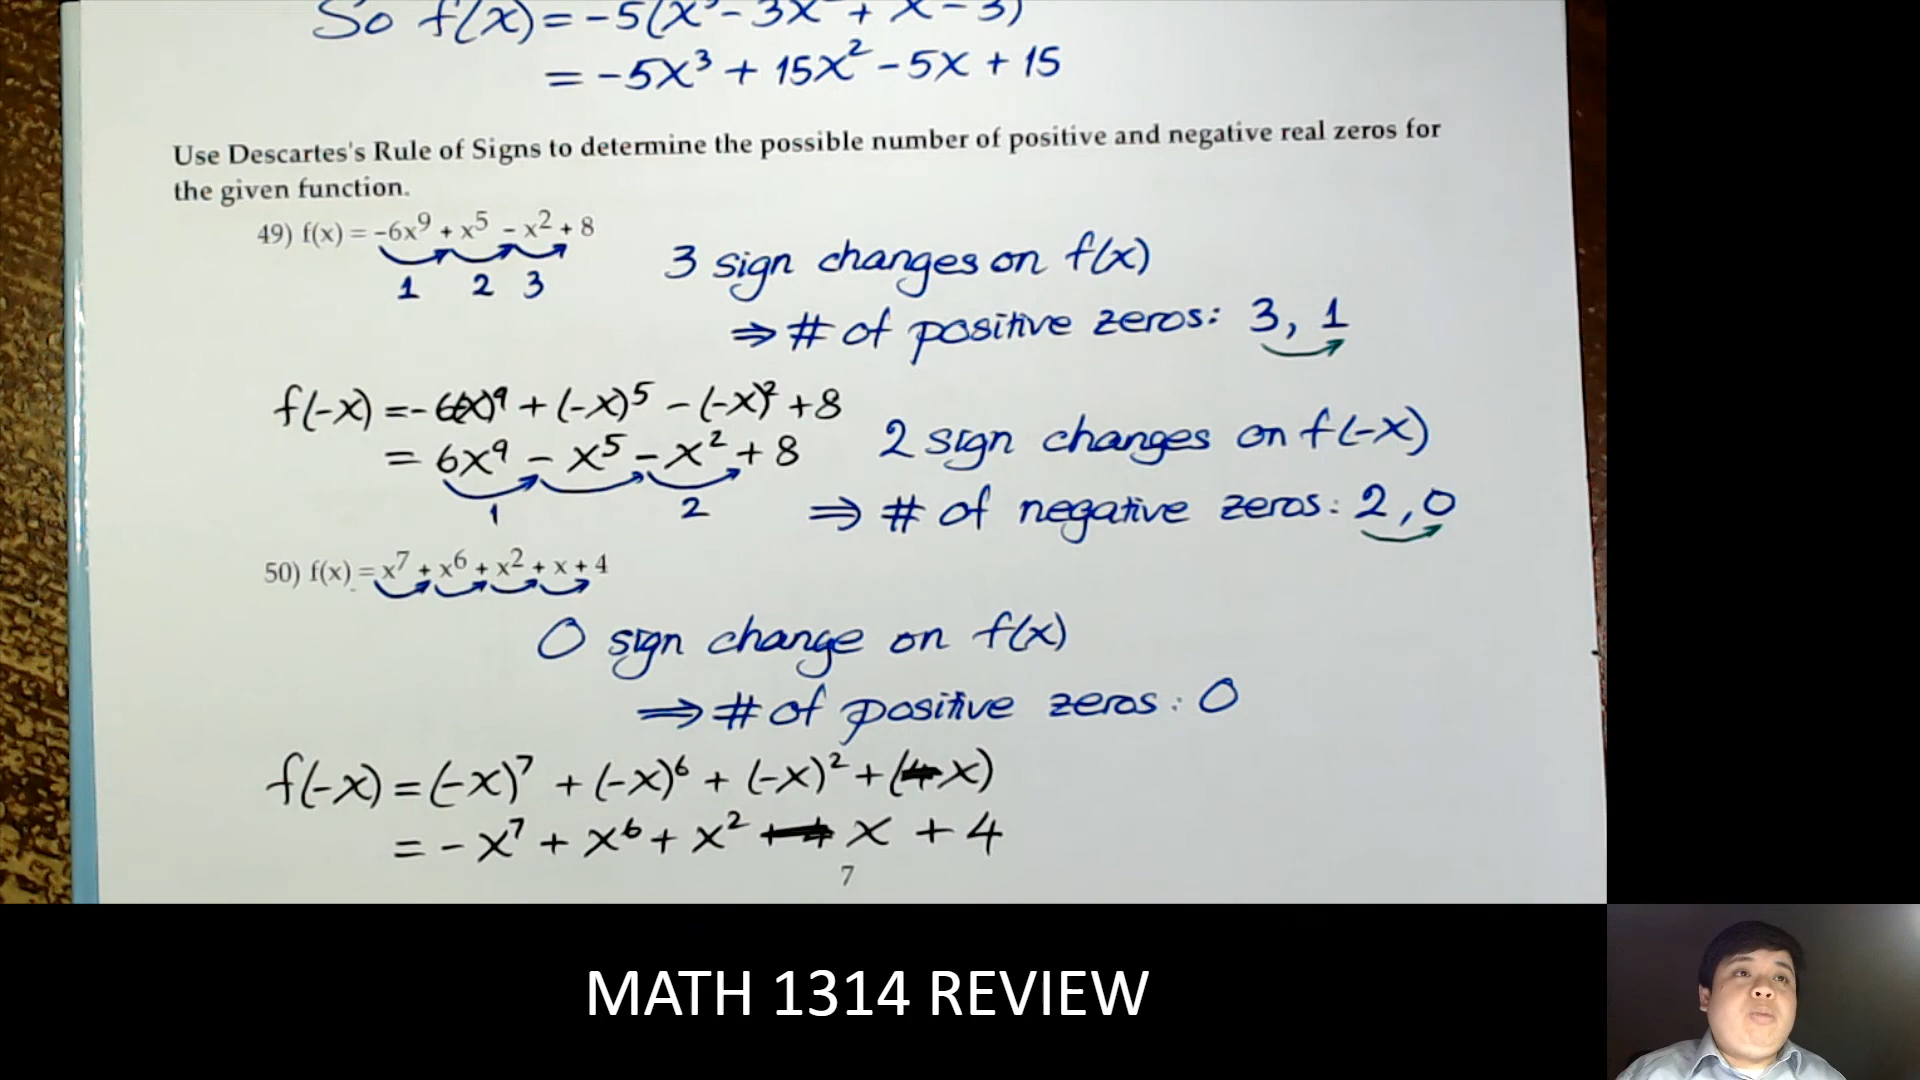 So f(x) = -5(x³ - 3x² + x - 3)
= -5x³ + 15x² - 5x + 15
Use Descartes's Rule of Signs to determine the possible number of positive and negative real zeros for
the given function.
49) f(x) = -6x⁹ + x⁵ - x² + 8
1 2 3
3 sign changes on f(x)
⇒ # of positive zeros: 3, 1
f(-x) = -6(-x)⁹ + (-x)⁵ - (-x)² + 8
= 6x⁹ - x⁵ - x² + 8
1 2
2 sign changes on f(-x)
⇒ # of negative zeros: 2, 0
50) f(x) = x⁷ + x⁶ + x² + x + 4
0 sign change on f(x)
⇒ # of positive zeros: 0
f(-x) = (-x)⁷ + (-x)⁶ + (-x)² + (x)
= -x⁷ + x⁶ + x² x + 4
7
MATH 1314 REVIEW